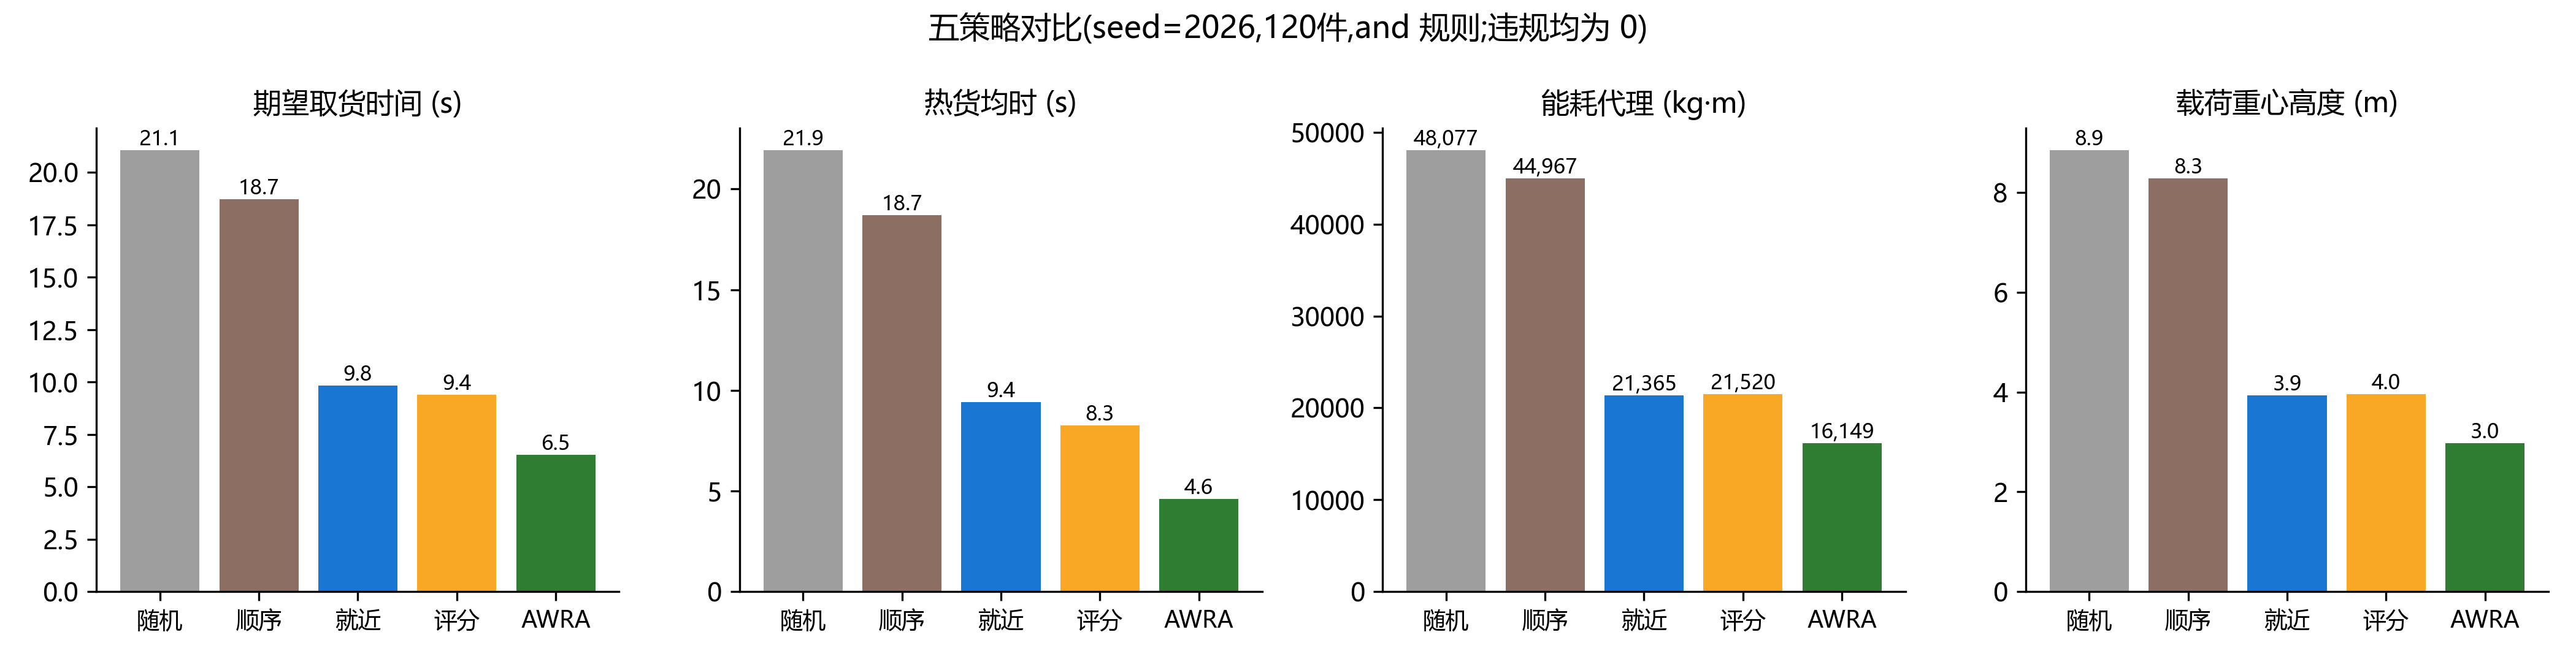 五策略对比(seed=2026,120件,and 规则;违规均为 0)
期望取货时间 (s)
20.0
17.5
15.0
12.5
10.0
7.5
5.0
2.5
0.0
21.1
18.7
9.8
9.4
6.5
随机
顺序
就近
评分
AWRA
热货均时 (s)
20
15
10
5
0
21.9
18.7
9.4
8.3
4.6
随机
顺序
就近
评分
AWRA
能耗代理 (kg·m)
50000
40000
30000
20000
10000
0
48,077
44,967
21,365
21,520
16,149
随机
顺序
就近
评分
AWRA
载荷重心高度 (m)
8
6
4
2
0
8.9
8.3
3.9
4.0
3.0
随机
顺序
就近
评分
AWRA